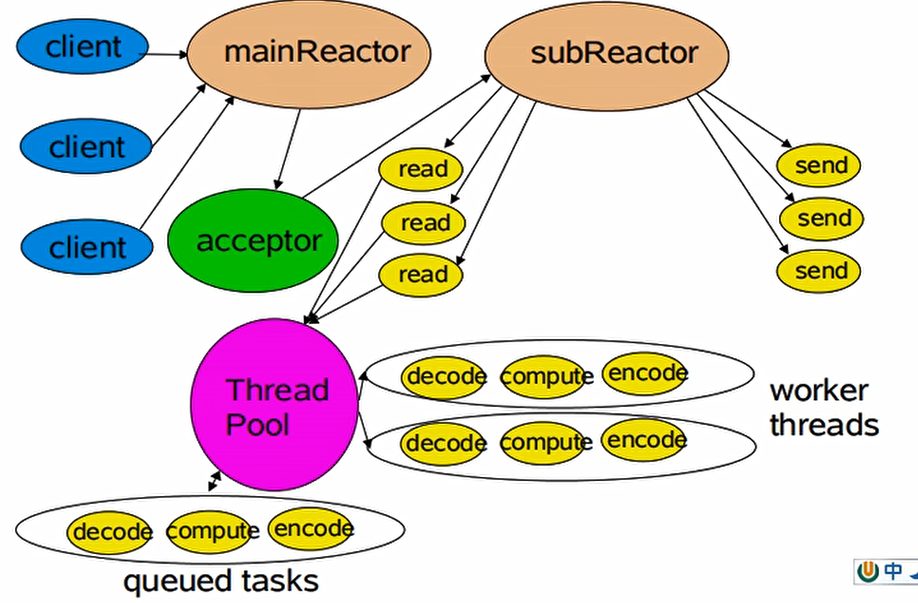 client
mainReactor
subReactor
client
read
send
client
acceptor
read
send
read
send
Thread
Pool
decode compute encode
worker
threads
decode compute encode
decode compute encode
queued tasks
中